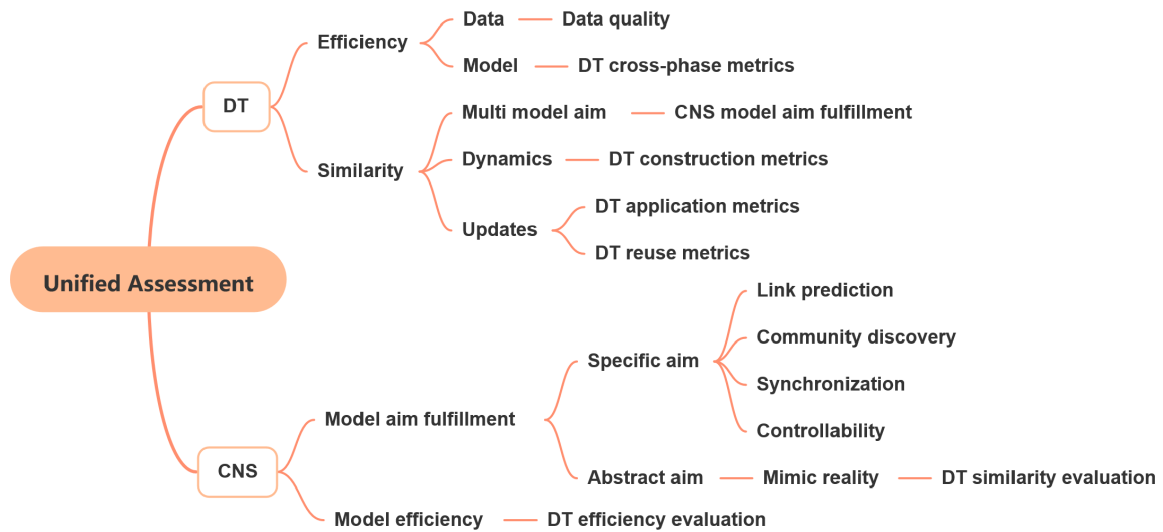 Unified Assessment
DT
Efficiency
Data
Data quality
Model
DT cross-phase metrics
Similarity
Multi model aim
CNS model aim fulfillment
Dynamics
DT construction metrics
Updates
DT application metrics
DT reuse metrics
CNS
Model aim fulfillment
Specific aim
Link prediction
Community discovery
Synchronization
Controllability
Abstract aim
Mimic reality
DT similarity evaluation
Model efficiency
DT efficiency evaluation